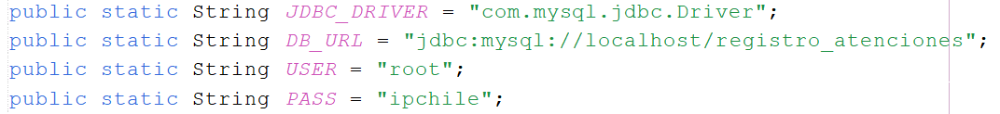 public static String JDBC_DRIVER = "com.mysql.jdbc.Driver";
public static String DB_URL = "jdbc:mysql://localhost/registro_atenciones";
public static String USER = "root";
public static String PASS = "ipchile";